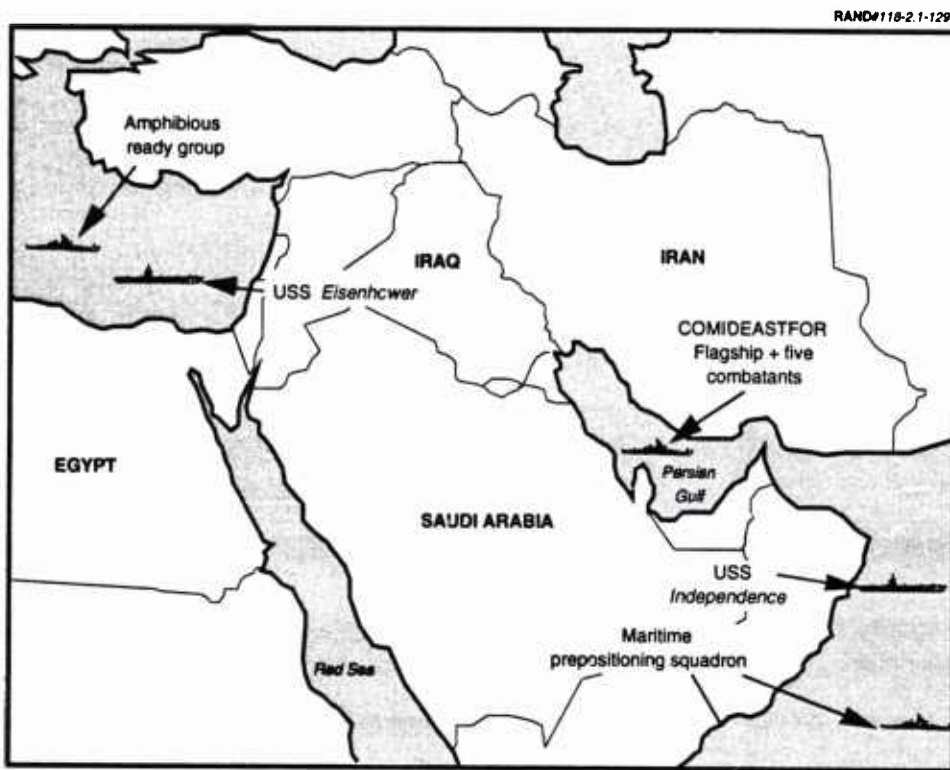 RAND#118-2.1-129
Amphibious
ready group
IRAQ
IRAN
USS Eisenhower
COMIDEASTFOR
Flagship + five
combatants
EGYPT
Persian
Gulf
SAUDI ARABIA
USS
Independence
Maritime
prepositioning squadron
Red Sea